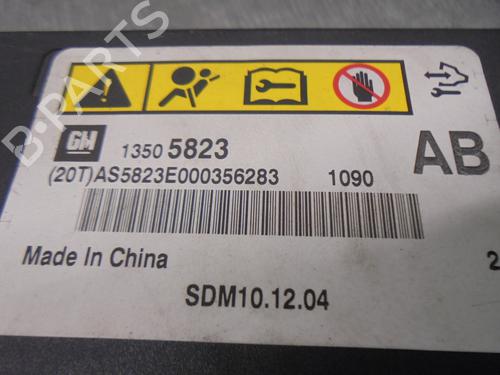 GM 1350 5823 AB
(20T)AS5823E000356283 1090
Made In China 2
SDM10.12.04
B-PARTS